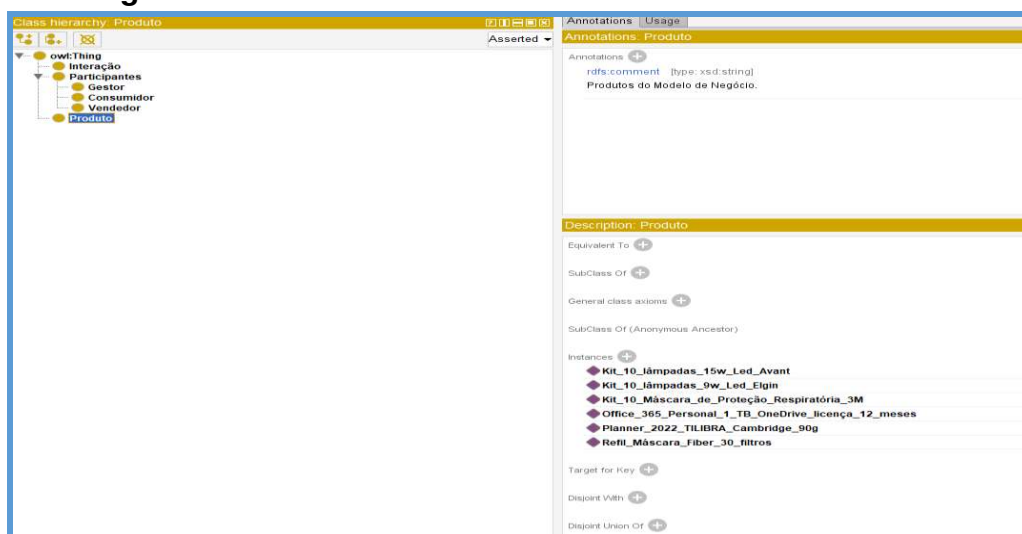 Class hierarchy: Produto
Asserted
owl:Thing
Interação
Participantes
Gestor
Consumidor
Vendedor
Produto
Annotations Usage
Annotations: Produto
Annotations
rdfs:comment [type: xsd:string]
Produtos do Modelo de Negócio.
Description: Produto
Equivalent To
SubClass Of
General class axioms
SubClass Of (Anonymous Ancestor)
Instances
Kit_10_lâmpadas_15w_Led_Avant
Kit_10_lâmpadas_9w_Led_Elgin
Kit_10_Máscara_de_Proteção_Respiratória_3M
Office_365_Personal_1_TB_OneDrive_licença_12_meses
Planner_2022_TILIBRA_Cambridge_90g
Refil_Máscara_Fiber_30_filtros
Target for Key
Disjoint With
Disjoint Union Of